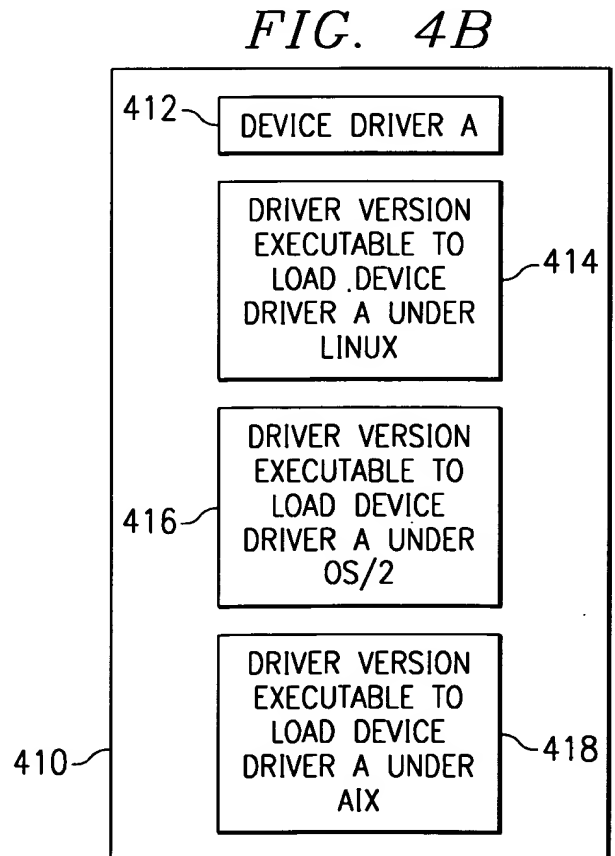 FIG. 4B
412
DEVICE DRIVER A
DRIVER VERSION
EXECUTABLE TO
LOAD .DEVICE
DRIVER A UNDER
LINUX
414
DRIVER VERSION
EXECUTABLE TO
LOAD DEVICE
DRIVER A UNDER
OS/2
416
DRIVER VERSION
EXECUTABLE TO
LOAD DEVICE
DRIVER A UNDER
AIX
410
418